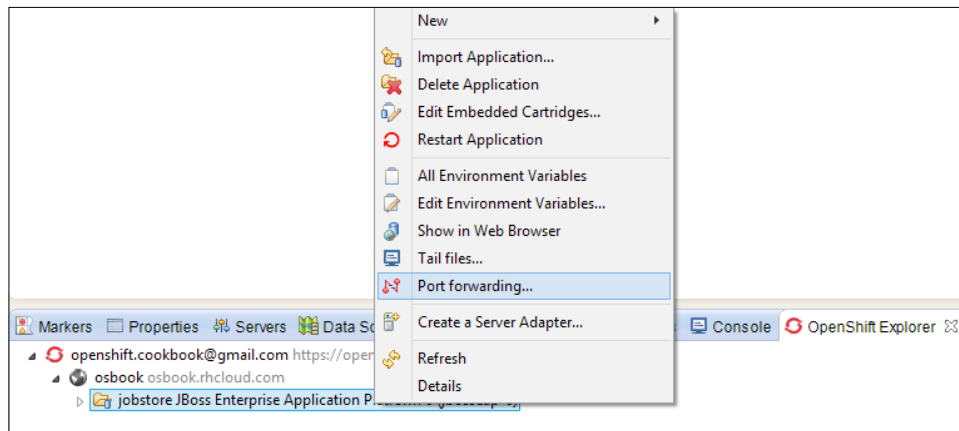 New
Import Application...
Delete Application
Edit Embedded Cartridges...
Restart Application
All Environment Variables
Edit Environment Variables...
Show in Web Browser
Tail files...
Port forwarding...
Create a Server Adapter...
Refresh
Details
Markers Properties Servers Data Console OpenShift Explorer
openshift.cookbook@gmail.com https://oper
osbook osbook.rhcloud.com
jobstore JBoss Enterprise Application